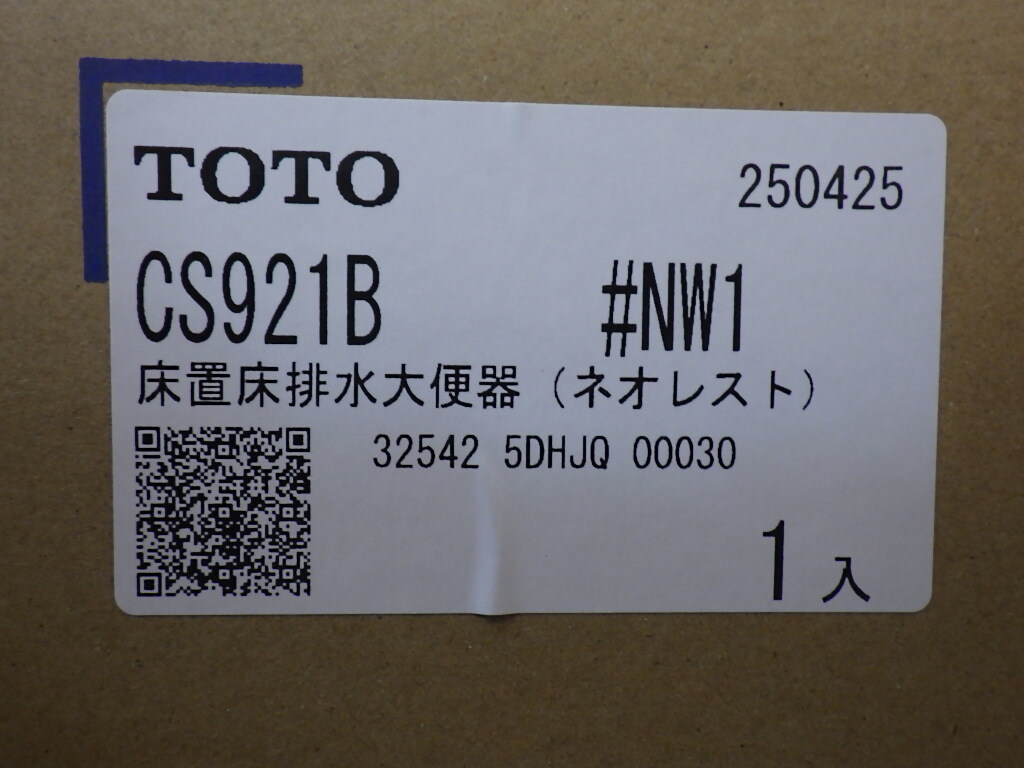 TOTO 250425
CS921B #NW1
床置床排水大便器（ネオレスト）
32542 5DHJQ 00030
1入